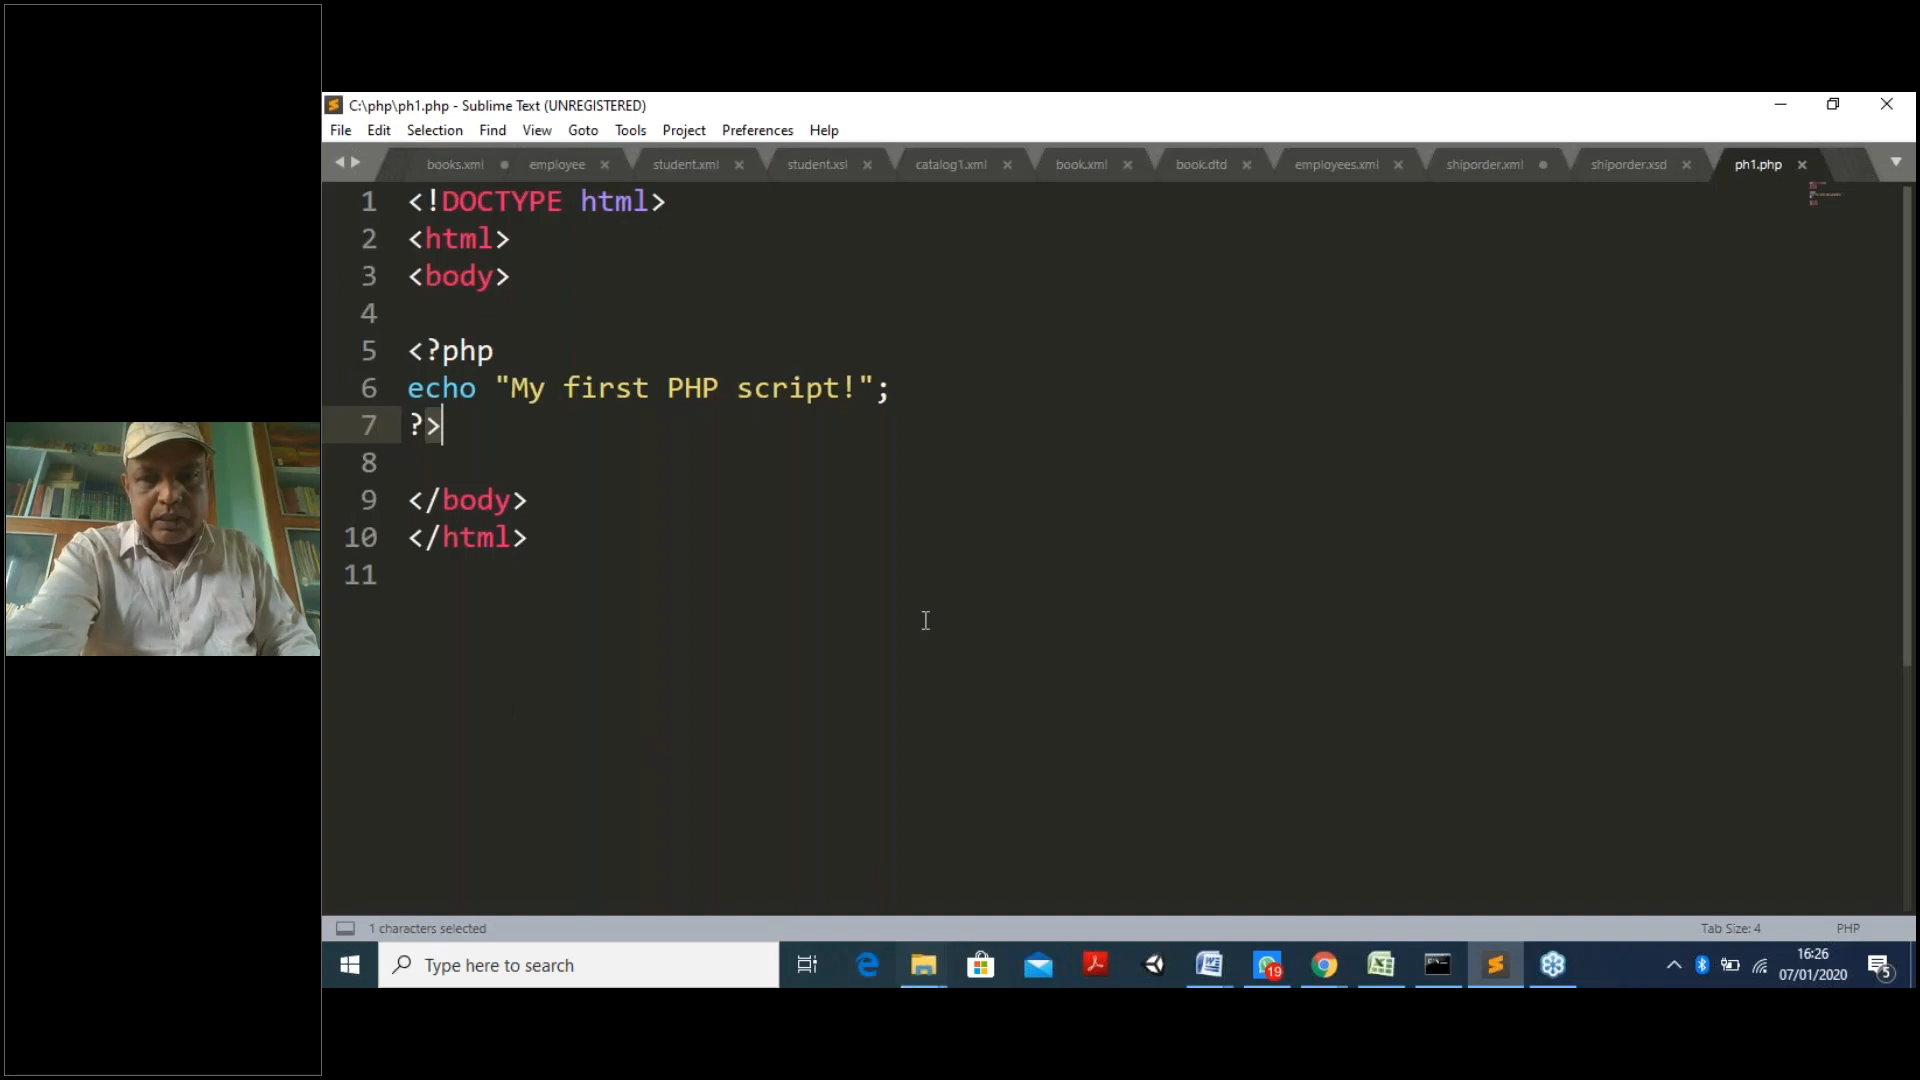 C:\php\ph1.php - Sublime Text (UNREGISTERED)
File Edit Selection Find View Goto Tools Project Preferences Help
books.xml employee student.xml student.xsl catalog1.xml book.xml book.dtd employees.xml shiporder.xml shiporder.xsd ph1.php
1 <!DOCTYPE html>
2 <html>
3 <body>
4
5 <?php
6 echo "My first PHP script!";
7 ?>
8
9 </body>
10 </html>
11
1 characters selected Tab Size: 4 PHP
Type here to search 19 16:26
07/01/2020 5